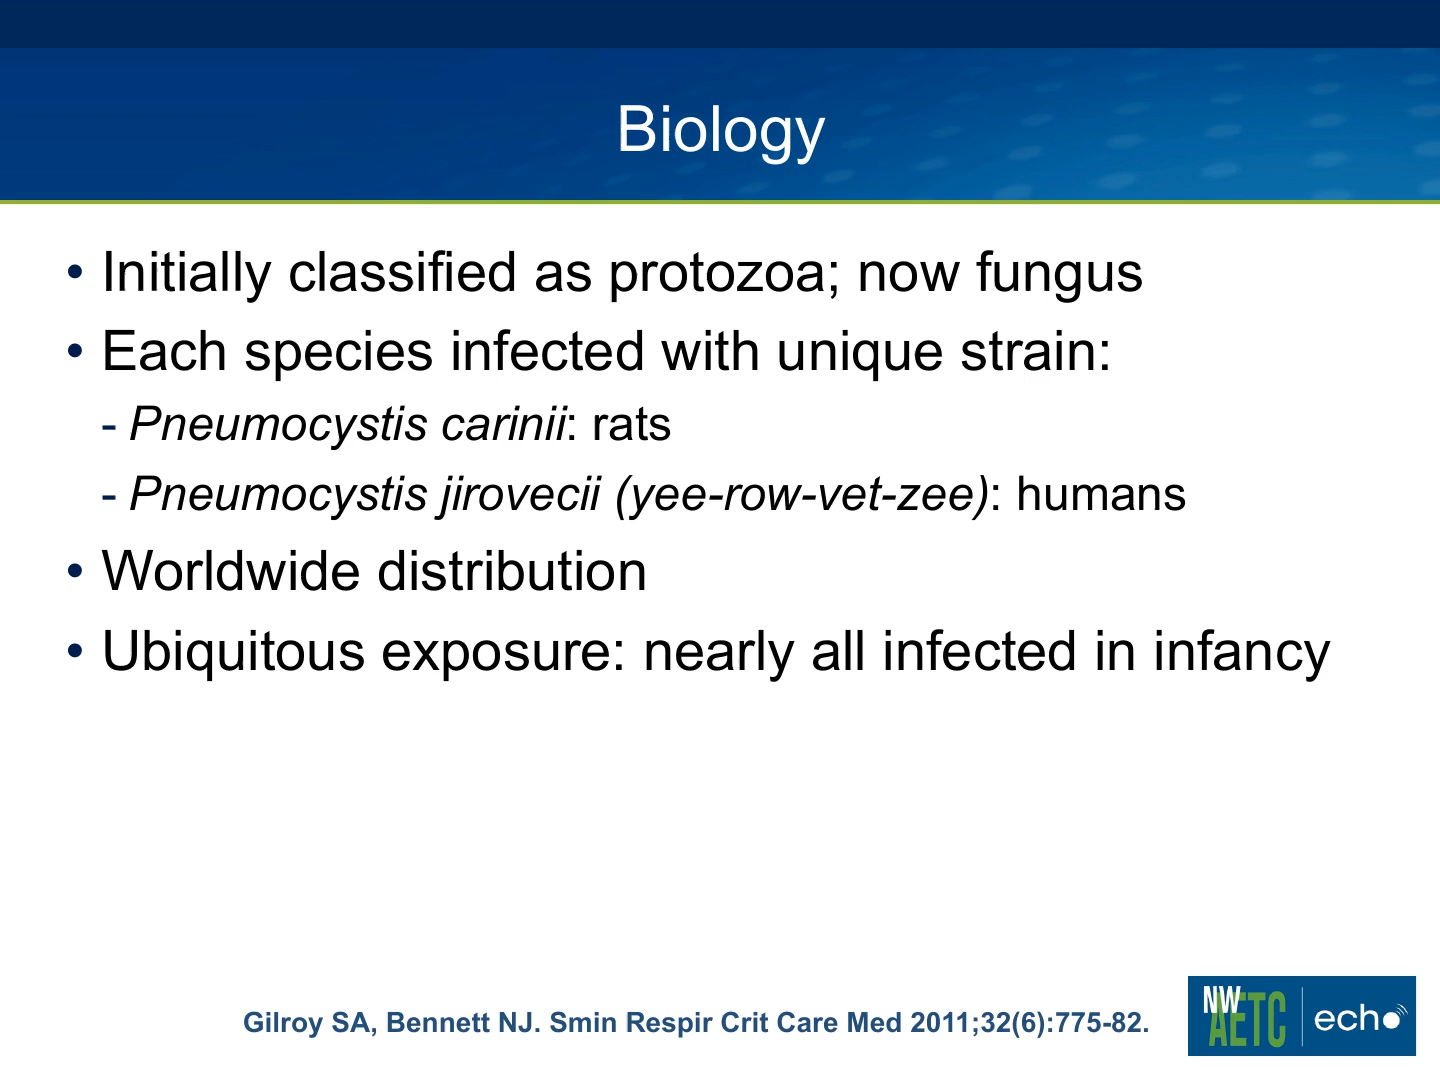 Biology
• Initially classified as protozoa; now fungus
• Each species infected with unique strain:
- Pneumocystis carinii: rats
- Pneumocystis jirovecii (yee-row-vet-zee): humans
• Worldwide distribution
• Ubiquitous exposure: nearly all infected in infancy
Gilroy SA, Bennett NJ. Smin Respir Crit Care Med 2011;32(6):775-82.
NW
AETC echo